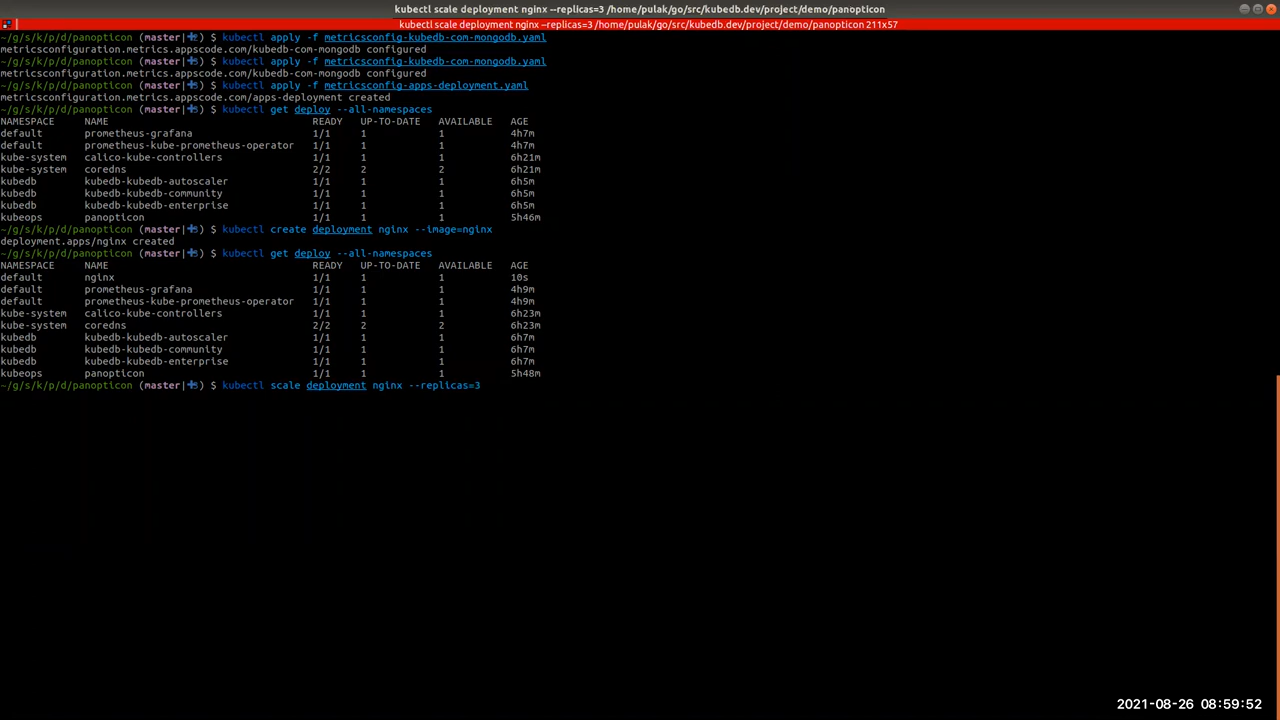 kubectl scale deployment nginx --replicas=3 /home/pulak/go/src/kubedb.dev/project/demo/panopticon
kubectl scale deployment nginx --replicas=3 /home/pulak/go/src/kubedb.dev/project/demo/panopticon 211x57
~/g/s/k/p/d/panopticon (master|✚5) $ kubectl apply -f metricsconfig-kubedb-com-mongodb.yaml
metricsconfiguration.metrics.appscode.com/kubedb-com-mongodb configured
~/g/s/k/p/d/panopticon (master|✚5) $ kubectl apply -f metricsconfig-kubedb-com-mongodb.yaml
metricsconfiguration.metrics.appscode.com/kubedb-com-mongodb configured
~/g/s/k/p/d/panopticon (master|✚5) $ kubectl apply -f metricsconfig-apps-deployment.yaml
metricsconfiguration.metrics.appscode.com/apps-deployment created
~/g/s/k/p/d/panopticon (master|✚5) $ kubectl get deploy --all-namespaces
NAMESPACE NAME READY UP-TO-DATE AVAILABLE AGE
default prometheus-grafana 1/1 1 1 4h7m
default prometheus-kube-prometheus-operator 1/1 1 1 4h7m
kube-system calico-kube-controllers 1/1 1 1 6h21m
kube-system coredns 2/2 2 2 6h21m
kubedb kubedb-kubedb-autoscaler 1/1 1 1 6h5m
kubedb kubedb-kubedb-community 1/1 1 1 6h5m
kubedb kubedb-kubedb-enterprise 1/1 1 1 6h5m
kubeops panopticon 1/1 1 1 5h46m
~/g/s/k/p/d/panopticon (master|✚5) $ kubectl create deployment nginx --image=nginx
deployment.apps/nginx created
~/g/s/k/p/d/panopticon (master|✚5) $ kubectl get deploy --all-namespaces
NAMESPACE NAME READY UP-TO-DATE AVAILABLE AGE
default nginx 1/1 1 1 10s
default prometheus-grafana 1/1 1 1 4h9m
default prometheus-kube-prometheus-operator 1/1 1 1 4h9m
kube-system calico-kube-controllers 1/1 1 1 6h23m
kube-system coredns 2/2 2 2 6h23m
kubedb kubedb-kubedb-autoscaler 1/1 1 1 6h7m
kubedb kubedb-kubedb-community 1/1 1 1 6h7m
kubedb kubedb-kubedb-enterprise 1/1 1 1 6h7m
kubeops panopticon 1/1 1 1 5h48m
~/g/s/k/p/d/panopticon (master|✚5) $ kubectl scale deployment nginx --replicas=3
2021-08-26 08:59:52